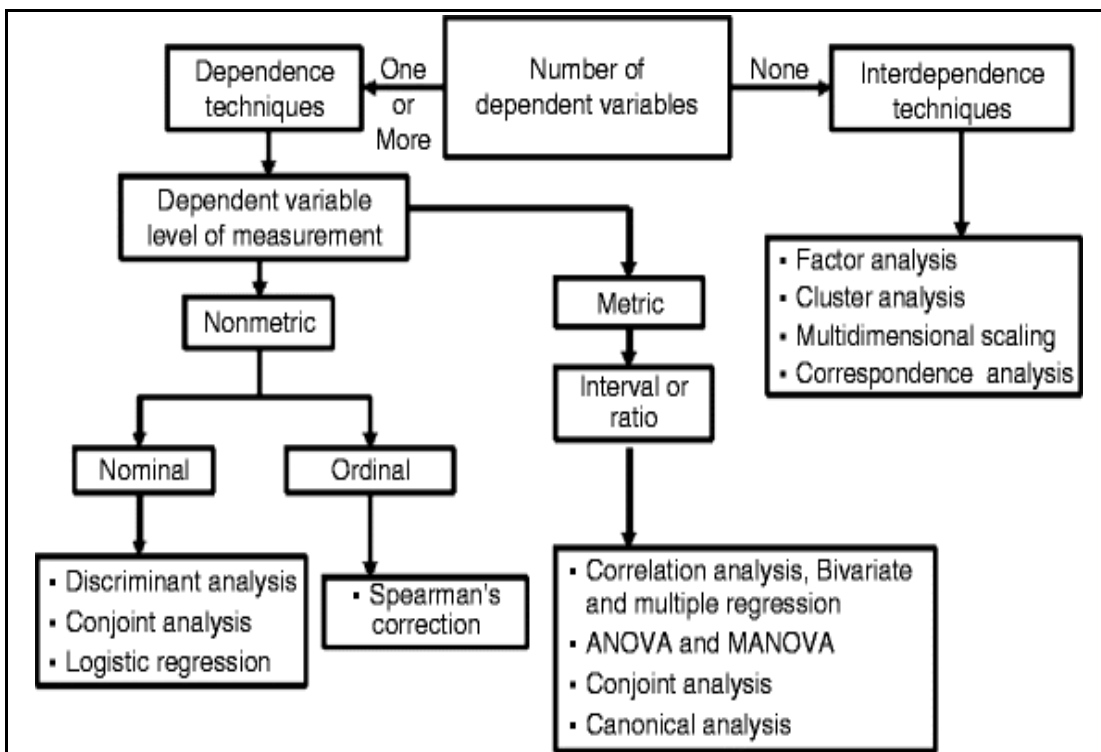 Dependence
techniques
One
or
More
Number of
dependent variables
None
Interdependence
techniques
Dependent variable
level of measurement
▪ Factor analysis
▪ Cluster analysis
▪ Multidimensional scaling
▪ Correspondence analysis
Nonmetric
Metric
Interval or
ratio
Nominal
Ordinal
▪ Discriminant analysis
▪ Conjoint analysis
▪ Logistic regression
▪ Spearman's
correction
▪ Correlation analysis, Bivariate
and multiple regression
▪ ANOVA and MANOVA
▪ Conjoint analysis
▪ Canonical analysis